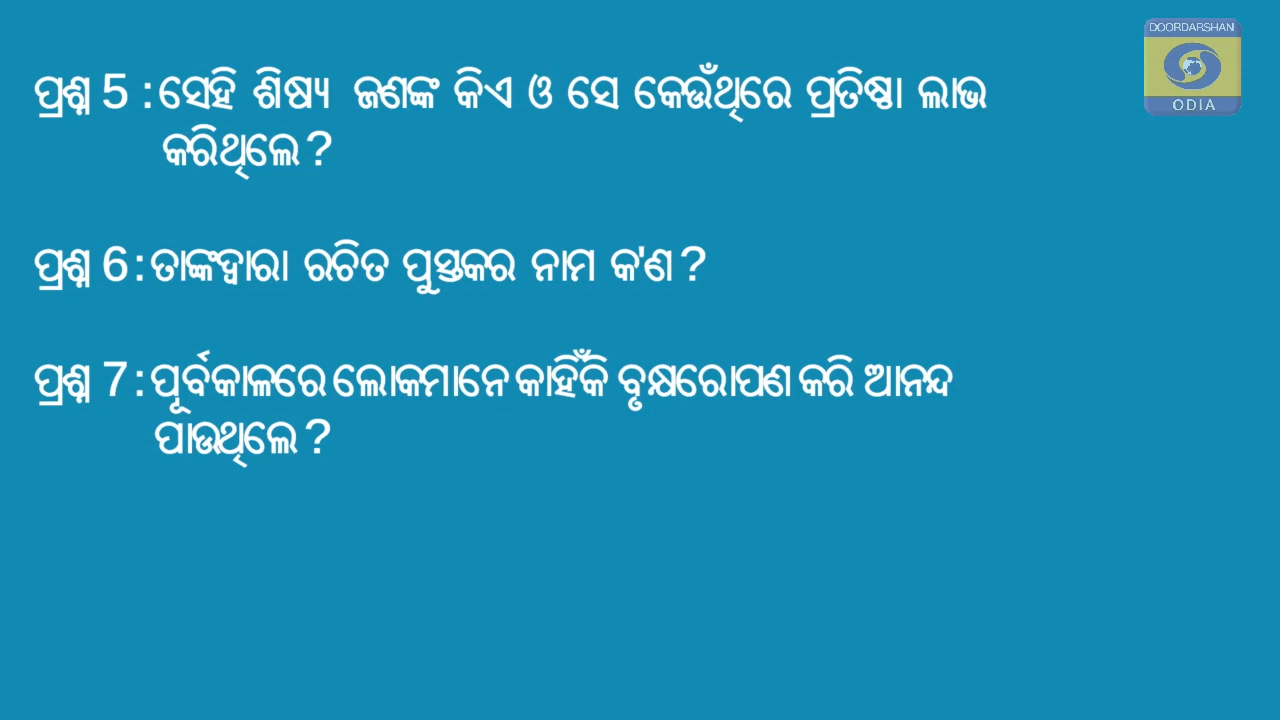 DOORDARSHAN
ODIA
ପ୍ରଶ୍ନ 5 : ସେହି ଶିଷ୍ୟ ଜଣଙ୍କ କିଏ ଓ ସେ କେଉଁଥିରେ ପ୍ରତିଷ୍ଠା ଲାଭ
କରିଥିଲେ ?
ପ୍ରଶ୍ନ 6 : ତାଙ୍କଦ୍ୱାରା ରଚିତ ପୁସ୍ତକର ନାମ କ'ଣ ?
ପ୍ରଶ୍ନ 7 : ପୂର୍ବକାଳରେ ଲୋକମାନେ କାହିଁକି ବୃକ୍ଷରୋପଣ କରି ଆନନ୍ଦ
ପାଉଥିଲେ ?